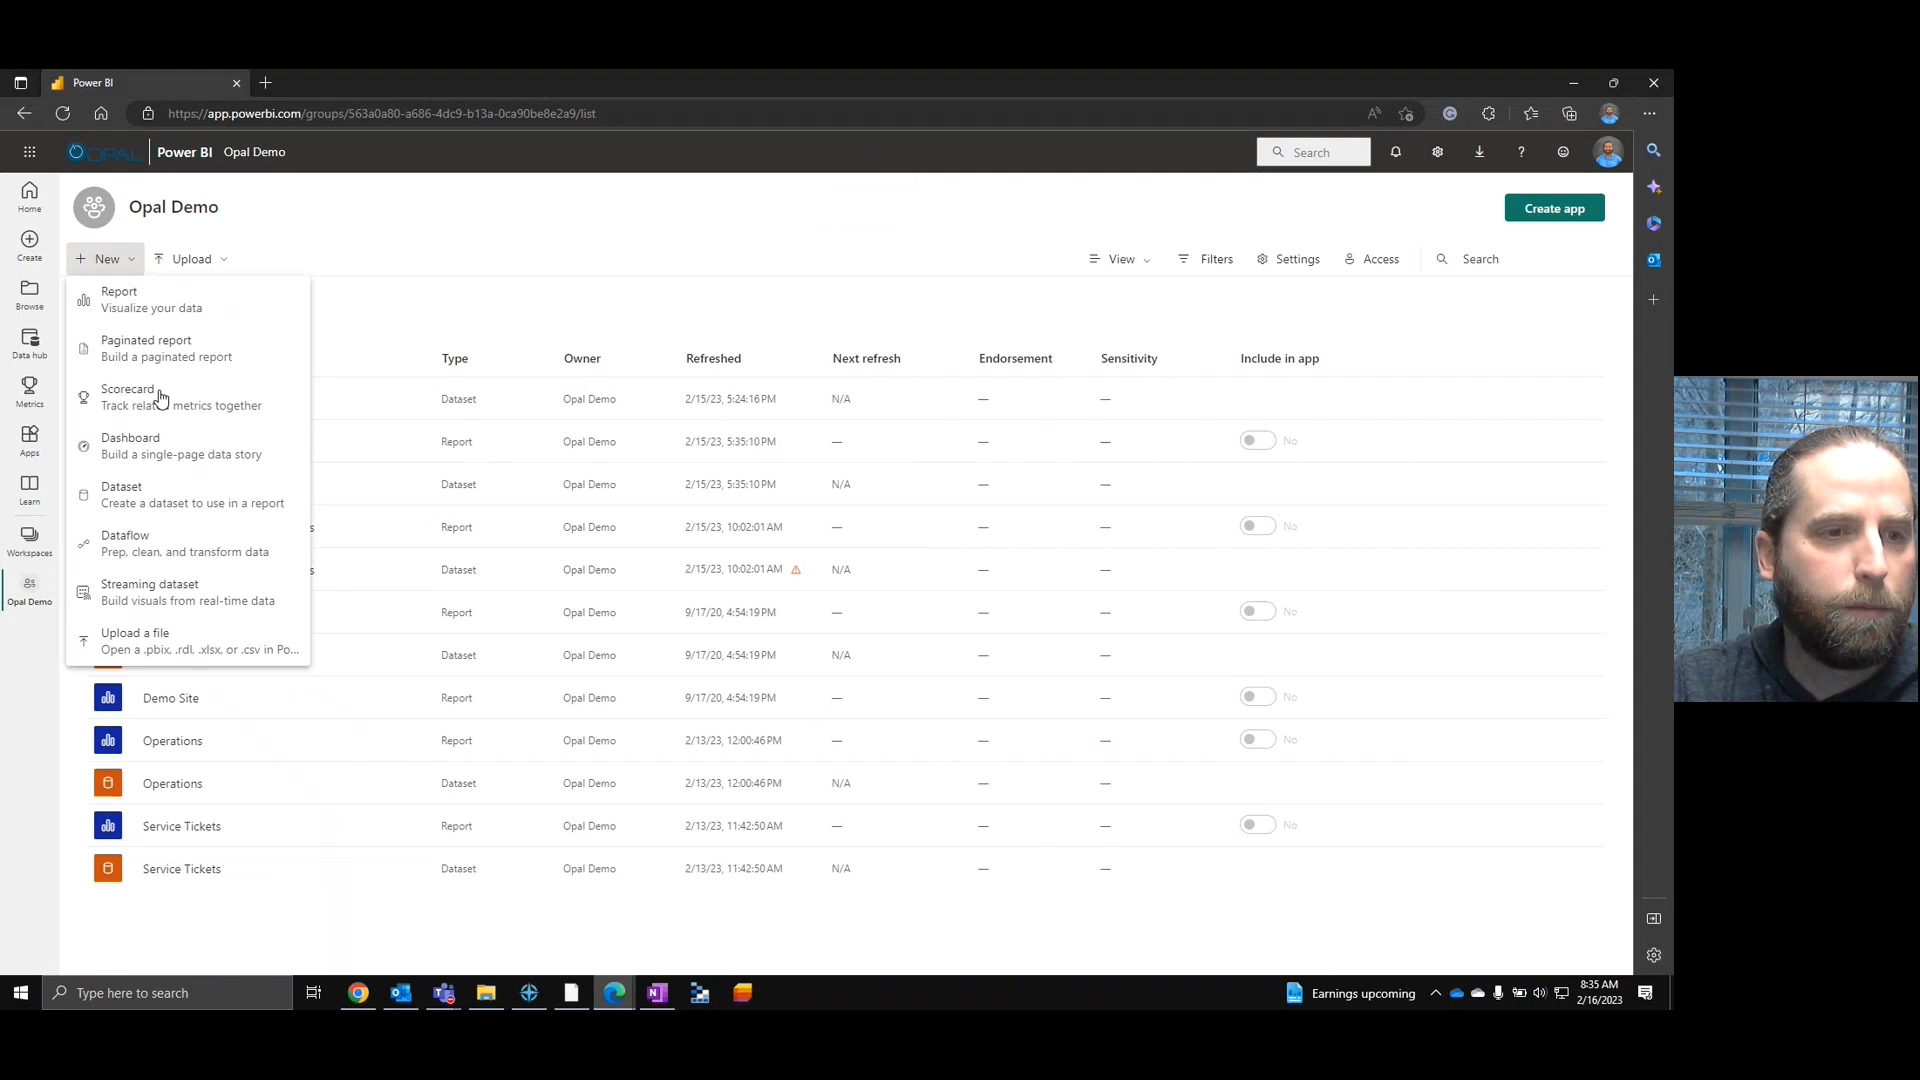 Power BI
https://app.powerbi.com/groups/563a0a80-a686-4dc9-b13a-0ca90be8e2a9/list
OPAL Power BI Opal Demo
Search
Home
Create
Browse
Data hub
Metrics
Apps
Learn
Workspaces
Opal Demo
Opal Demo
Create app
New Upload
View Filters Settings Access Search
Report
Visualize your data
Paginated report
Build a paginated report
Scorecard
metrics together
Dashboard
Build a single-page data story
Dataset
Create a dataset to use in a report
Dataflow
Prep, clean, and transform data
Streaming dataset
Build visuals from real-time data
Upload a file
Open a .pbix, .rdl, .xlsx, or .csv in Po...
Type Owner Refreshed Next refresh Endorsement Sensitivity Include in app
Dataset Opal Demo 2/15/23, 5:24:16 PM N/A — —
Report Opal Demo 2/15/23, 5:35:10 PM — — — No
Dataset Opal Demo 2/15/23, 5:35:10 PM N/A — —
s Report Opal Demo 2/15/23, 10:02:01 AM — — — No
s Dataset Opal Demo 2/15/23, 10:02:01 AM N/A — —
Report Opal Demo 9/17/20, 4:54:19 PM — — — No
Dataset Opal Demo 9/17/20, 4:54:19 PM N/A — —
Demo Site Report Opal Demo 9/17/20, 4:54:19 PM — — — No
Operations Report Opal Demo 2/13/23, 12:00:46 PM — — — No
Operations Dataset Opal Demo 2/13/23, 12:00:46 PM N/A — —
Service Tickets Report Opal Demo 2/13/23, 11:42:50 AM — — — No
Service Tickets Dataset Opal Demo 2/13/23, 11:42:50 AM N/A — —
Type here to search
Earnings upcoming
8:35 AM
2/16/2023